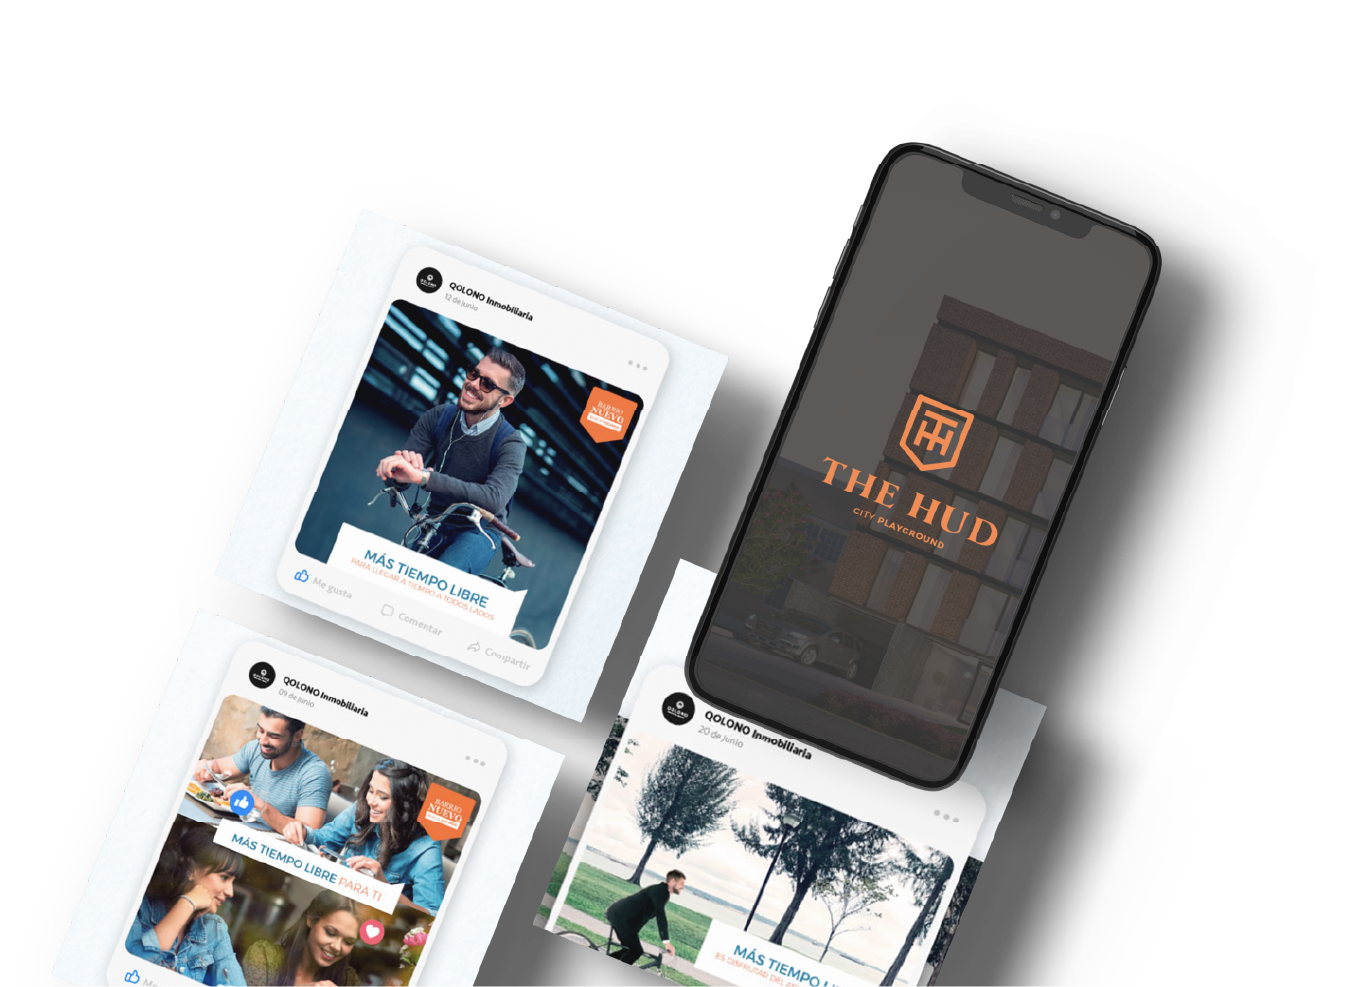 QOLONO Inmobiliaria
12 de junio
BARRIO
NUEVO
MÁS TIEMPO LIBRE
PARA LLEGAR A TIEMPO A TODOS LADOS
Me gusta
Comentar
Compartir
THE HUD
CITY PLAYGROUND
QOLONO Inmobiliaria
09 de junio
BARRIO
NUEVO
MÁS TIEMPO LIBRE PARA TI
Me
QOLONO Inmobiliaria
20 de junio
MÁS TIEMPO
ES DISFRUTAR DEL